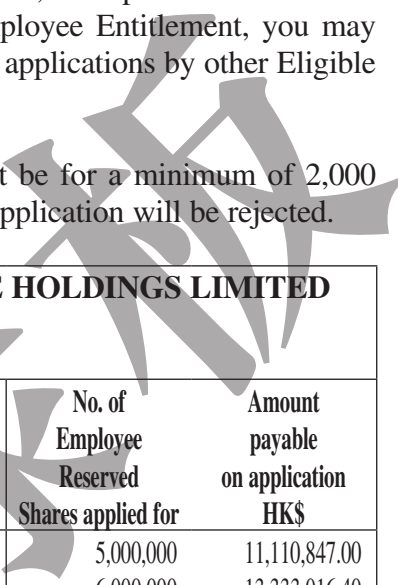 ployee Entitlement, you may
applications by other Eligible
t be for a minimum of 2,000
pplication will be rejected.
E HOLDINGS LIMITED
No. of Amount
Employee payable
Reserved on application
Shares applied for HK$
5,000,000 11,110,847.00